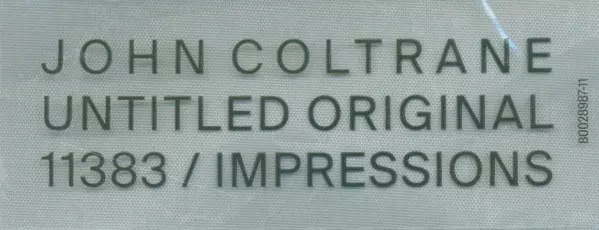 JOHN COLTRANE
UNTITLED ORIGINAL
11383 / IMPRESSIONS
B0028987-11